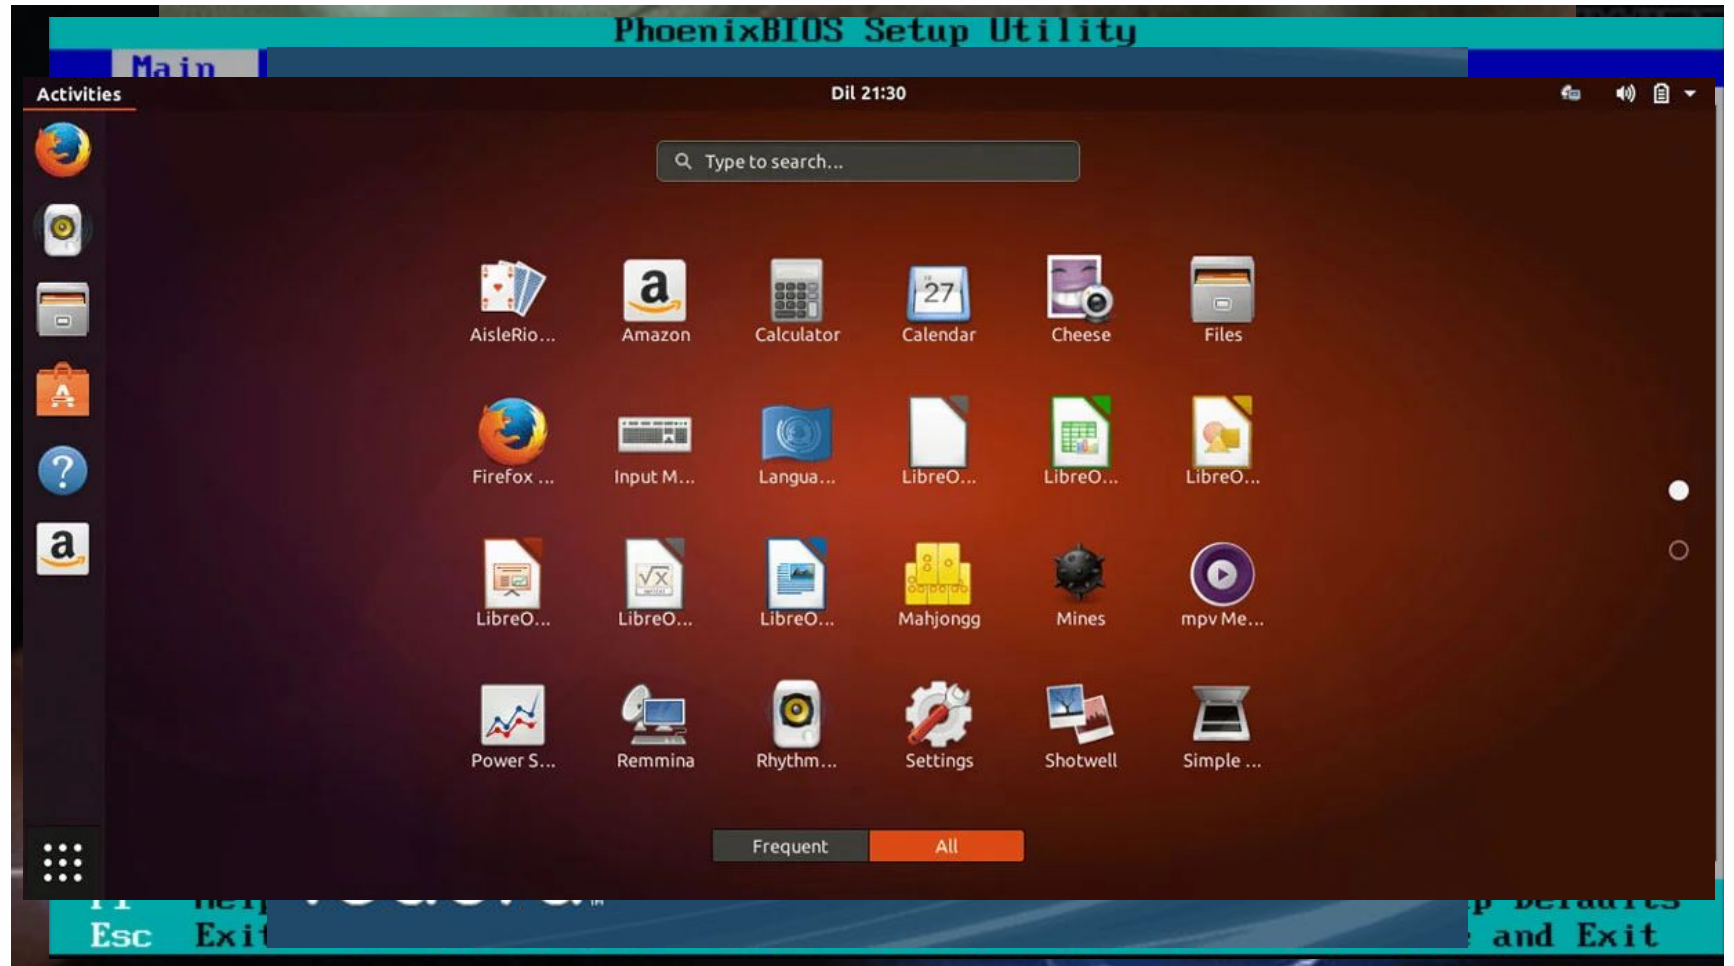 PhoenixBIOS Setup Utility
Main
Activities
Dil 21:30
Type to search...
AisleRio...
Amazon
Calculator
Calendar
27
Cheese
Files
Firefox ...
Input M...
Langua...
LibreO...
LibreO...
LibreO...
LibreO...
LibreO...
LibreO...
Mahjongg
Mines
mpv Me...
Power S...
Remmina
Rhythm...
Settings
Shotwell
Simple ...
Frequent
All
Esc Exit
and Exit